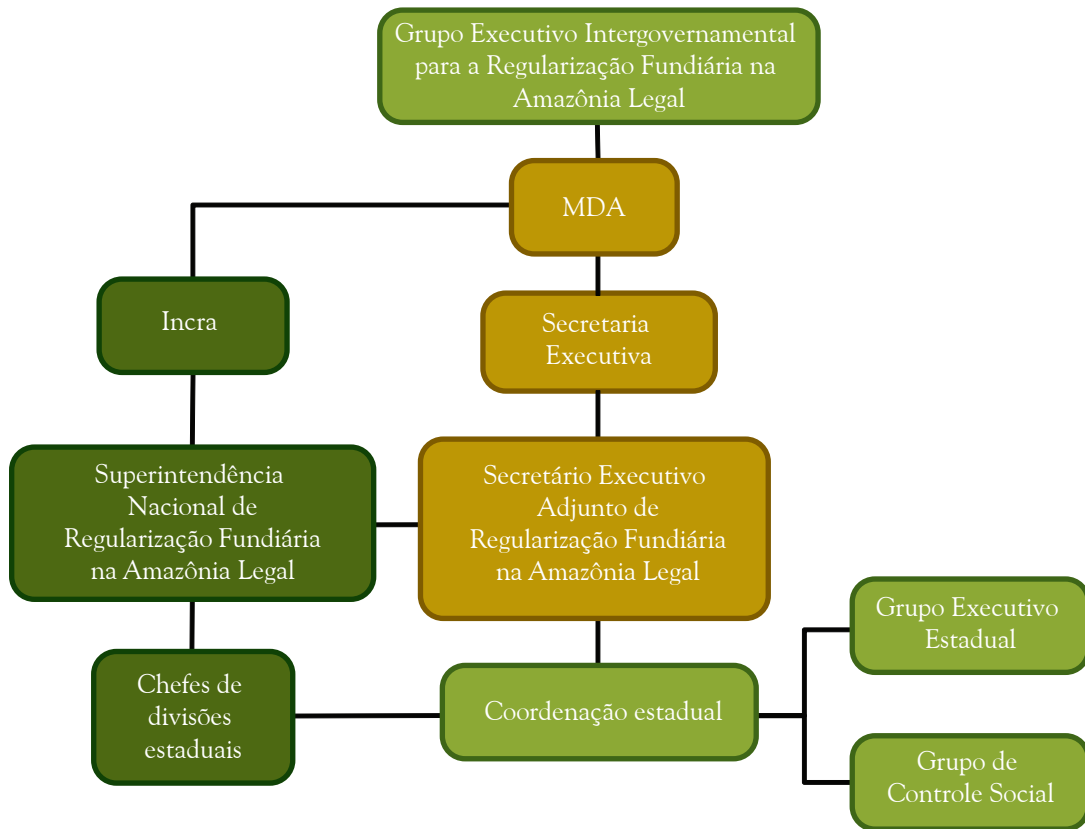 Grupo Executivo Intergovernamental
para a Regularização Fundiária na
Amazônia Legal
MDA
Incra
Secretaria
Executiva
Superintendência
Nacional de
Regularização Fundiária
na Amazônia Legal
Secretário Executivo
Adjunto de
Regularização Fundiária
na Amazônia Legal
Grupo Executivo
Estadual
Chefes de
divisões
estaduais
Coordenação estadual
Grupo de
Controle Social